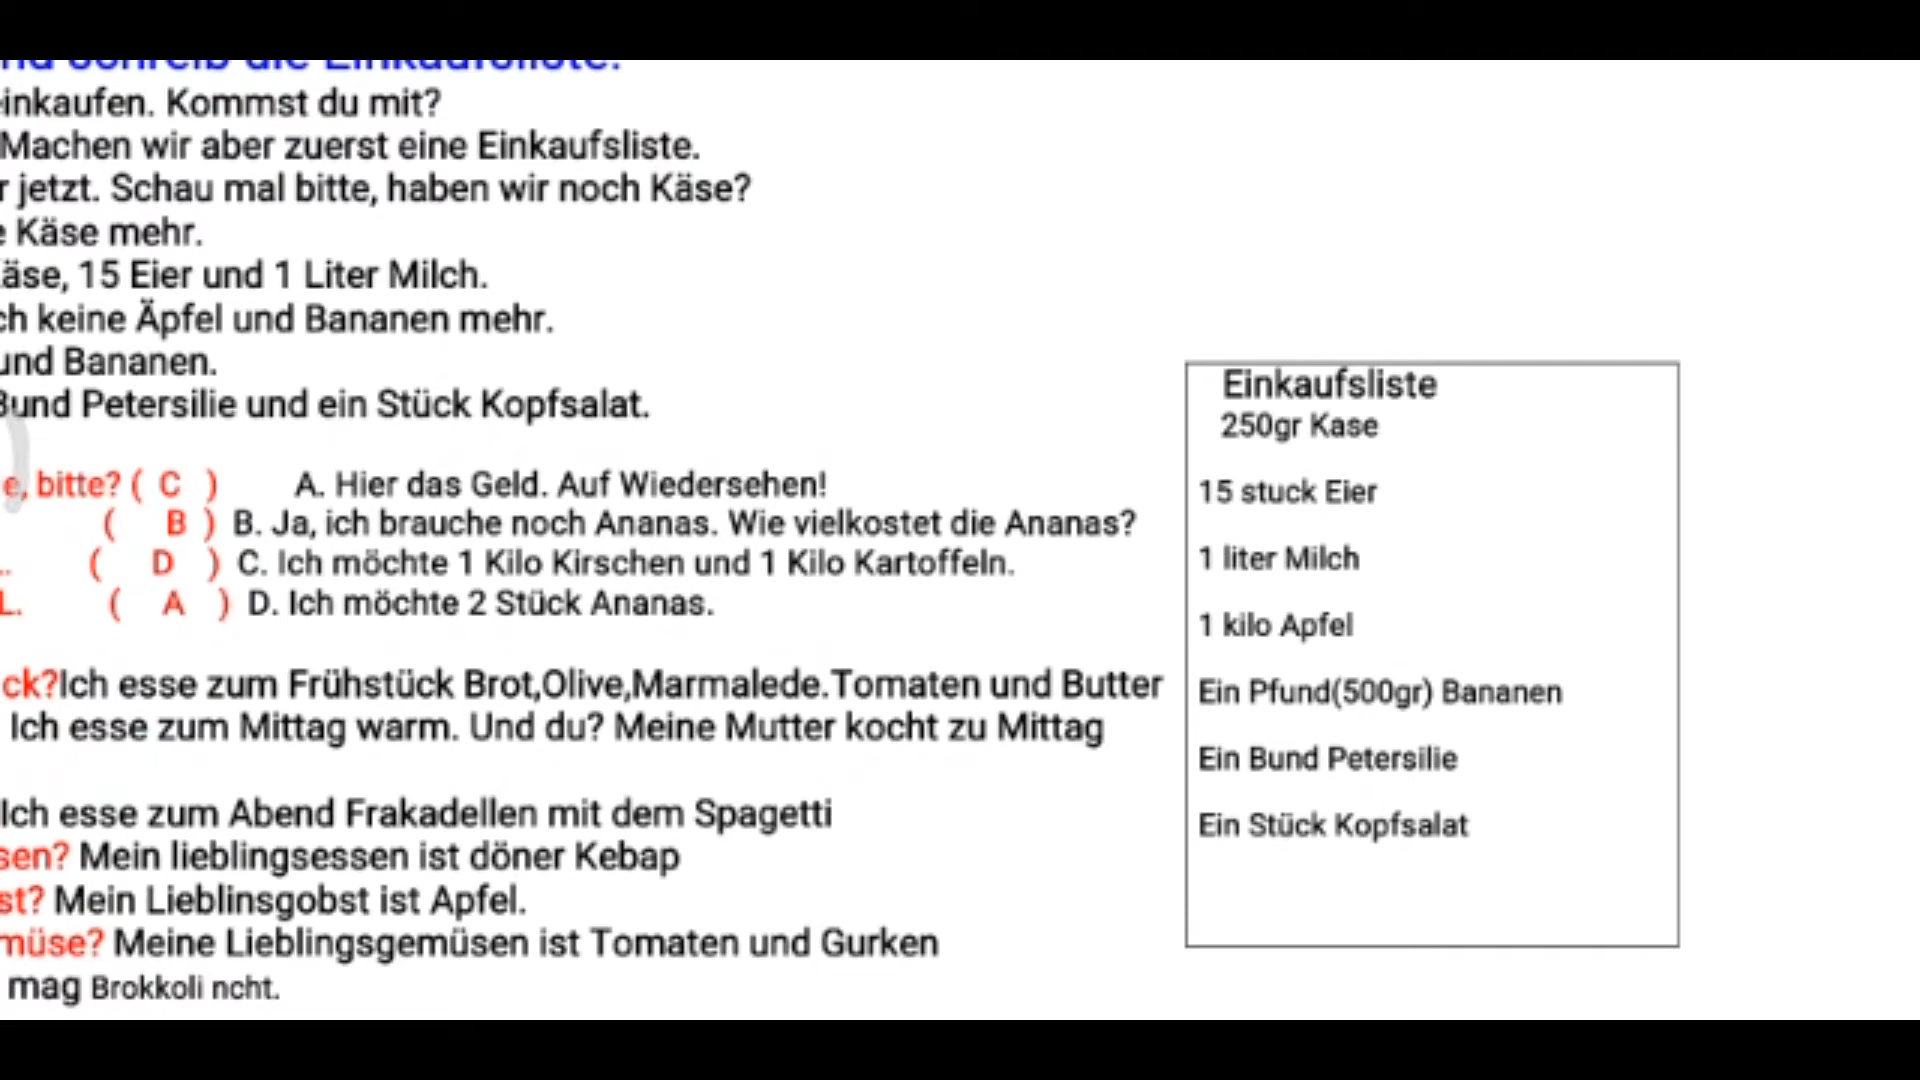 schreib die Einkaufsliste.
einkaufen. Kommst du mit?
Machen wir aber zuerst eine Einkaufsliste.
r jetzt. Schau mal bitte, haben wir noch Käse?
e Käse mehr.
äse, 15 Eier und 1 Liter Milch.
ch keine Äpfel und Bananen mehr.
und Bananen.
Bund Petersilie und ein Stück Kopfsalat.
e, bitte? ( C ) A. Hier das Geld. Auf Wiedersehen!
( B ) B. Ja, ich brauche noch Ananas. Wie vielkostet die Ananas?
( D ) C. Ich möchte 1 Kilo Kirschen und 1 Kilo Kartoffeln.
L. ( A ) D. Ich möchte 2 Stück Ananas.
ck?Ich esse zum Frühstück Brot,Olive,Marmalede.Tomaten und Butter
Ich esse zum Mittag warm. Und du? Meine Mutter kocht zu Mittag
Ich esse zum Abend Frakadellen mit dem Spagetti
sen? Mein lieblingsessen ist döner Kebap
st? Mein Lieblinsgobst ist Apfel.
müse? Meine Lieblingsgemüsen ist Tomaten und Gurken
mag Brokkoli ncht.
Einkaufsliste
250gr Kase
15 stuck Eier
1 liter Milch
1 kilo Apfel
Ein Pfund(500gr) Bananen
Ein Bund Petersilie
Ein Stück Kopfsalat